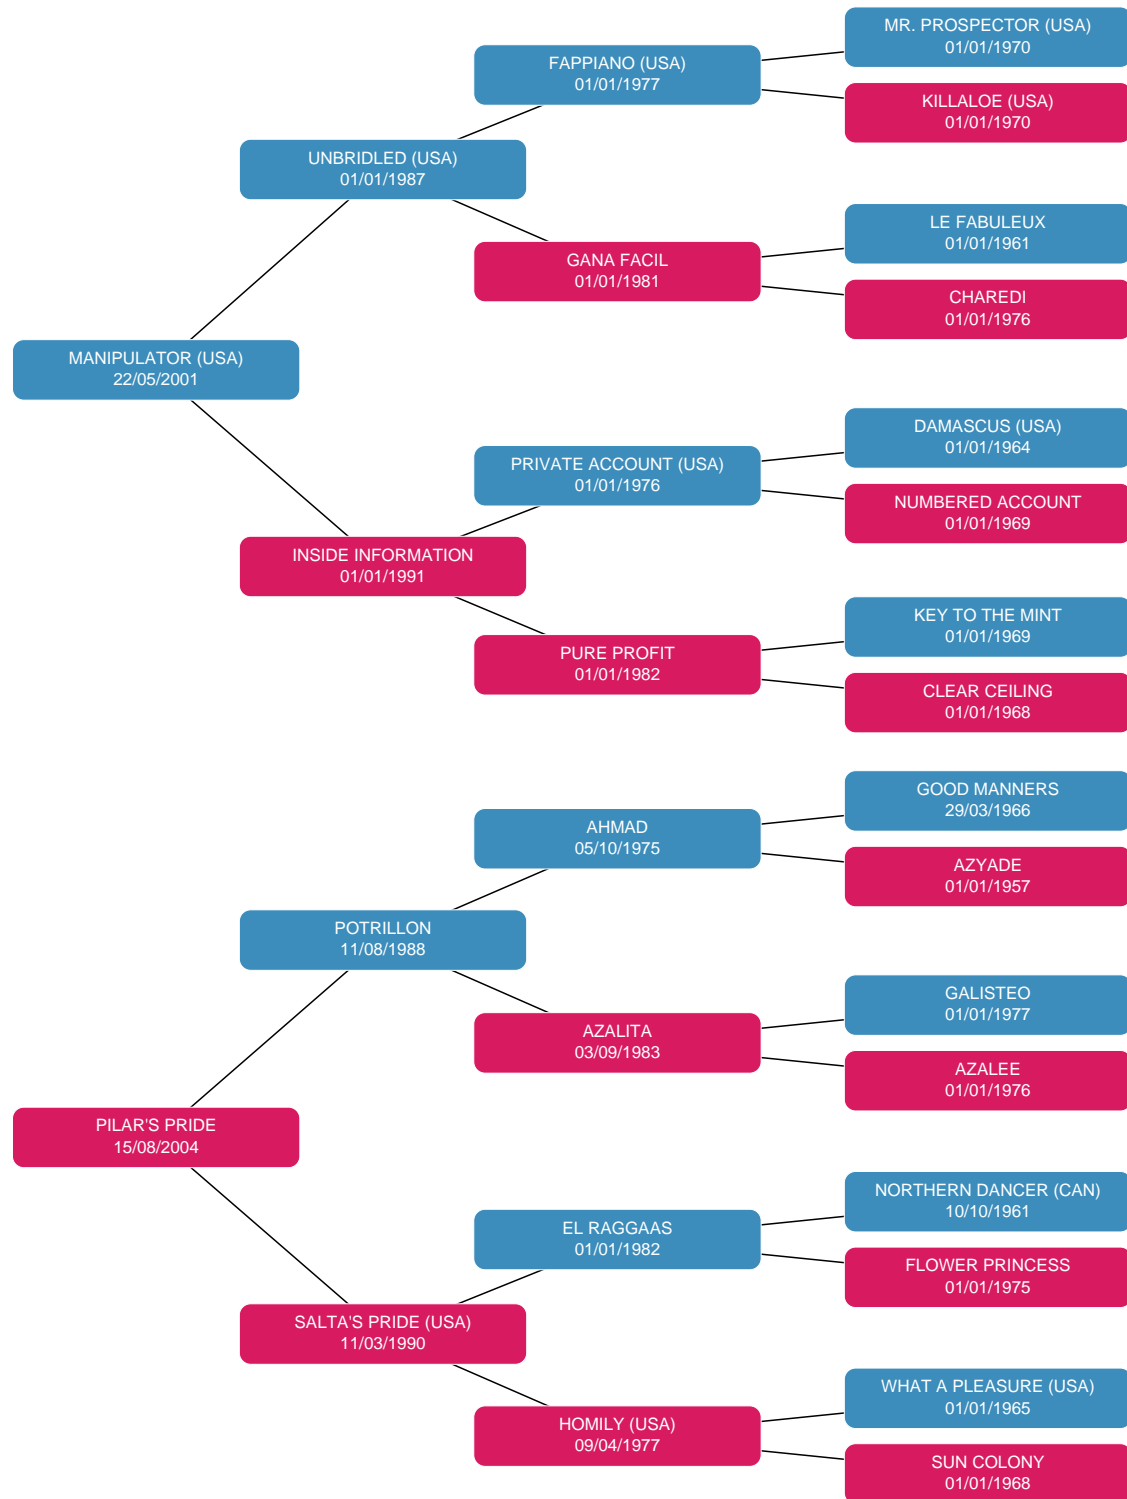 MR. PROSPECTOR (USA)
01/01/1970
FAPPIANO (USA)
01/01/1977
KILLALOE (USA)
01/01/1970
UNBRIDLED (USA)
01/01/1987
LE FABULEUX
01/01/1961
GANA FACIL
01/01/1981
CHAREDI
01/01/1976
MANIPULATOR (USA)
22/05/2001
DAMASCUS (USA)
01/01/1964
PRIVATE ACCOUNT (USA)
01/01/1976
NUMBERED ACCOUNT
01/01/1969
INSIDE INFORMATION
01/01/1991
KEY TO THE MINT
01/01/1969
PURE PROFIT
01/01/1982
CLEAR CEILING
01/01/1968
GOOD MANNERS
29/03/1966
AHMAD
05/10/1975
AZYADE
01/01/1957
POTRILLON
11/08/1988
GALISTEO
01/01/1977
AZALITA
03/09/1983
AZALEE
01/01/1976
PILAR'S PRIDE
15/08/2004
NORTHERN DANCER (CAN)
10/10/1961
EL RAGGAAS
01/01/1982
FLOWER PRINCESS
01/01/1975
SALTA'S PRIDE (USA)
11/03/1990
WHAT A PLEASURE (USA)
01/01/1965
HOMILY (USA)
09/04/1977
SUN COLONY
01/01/1968